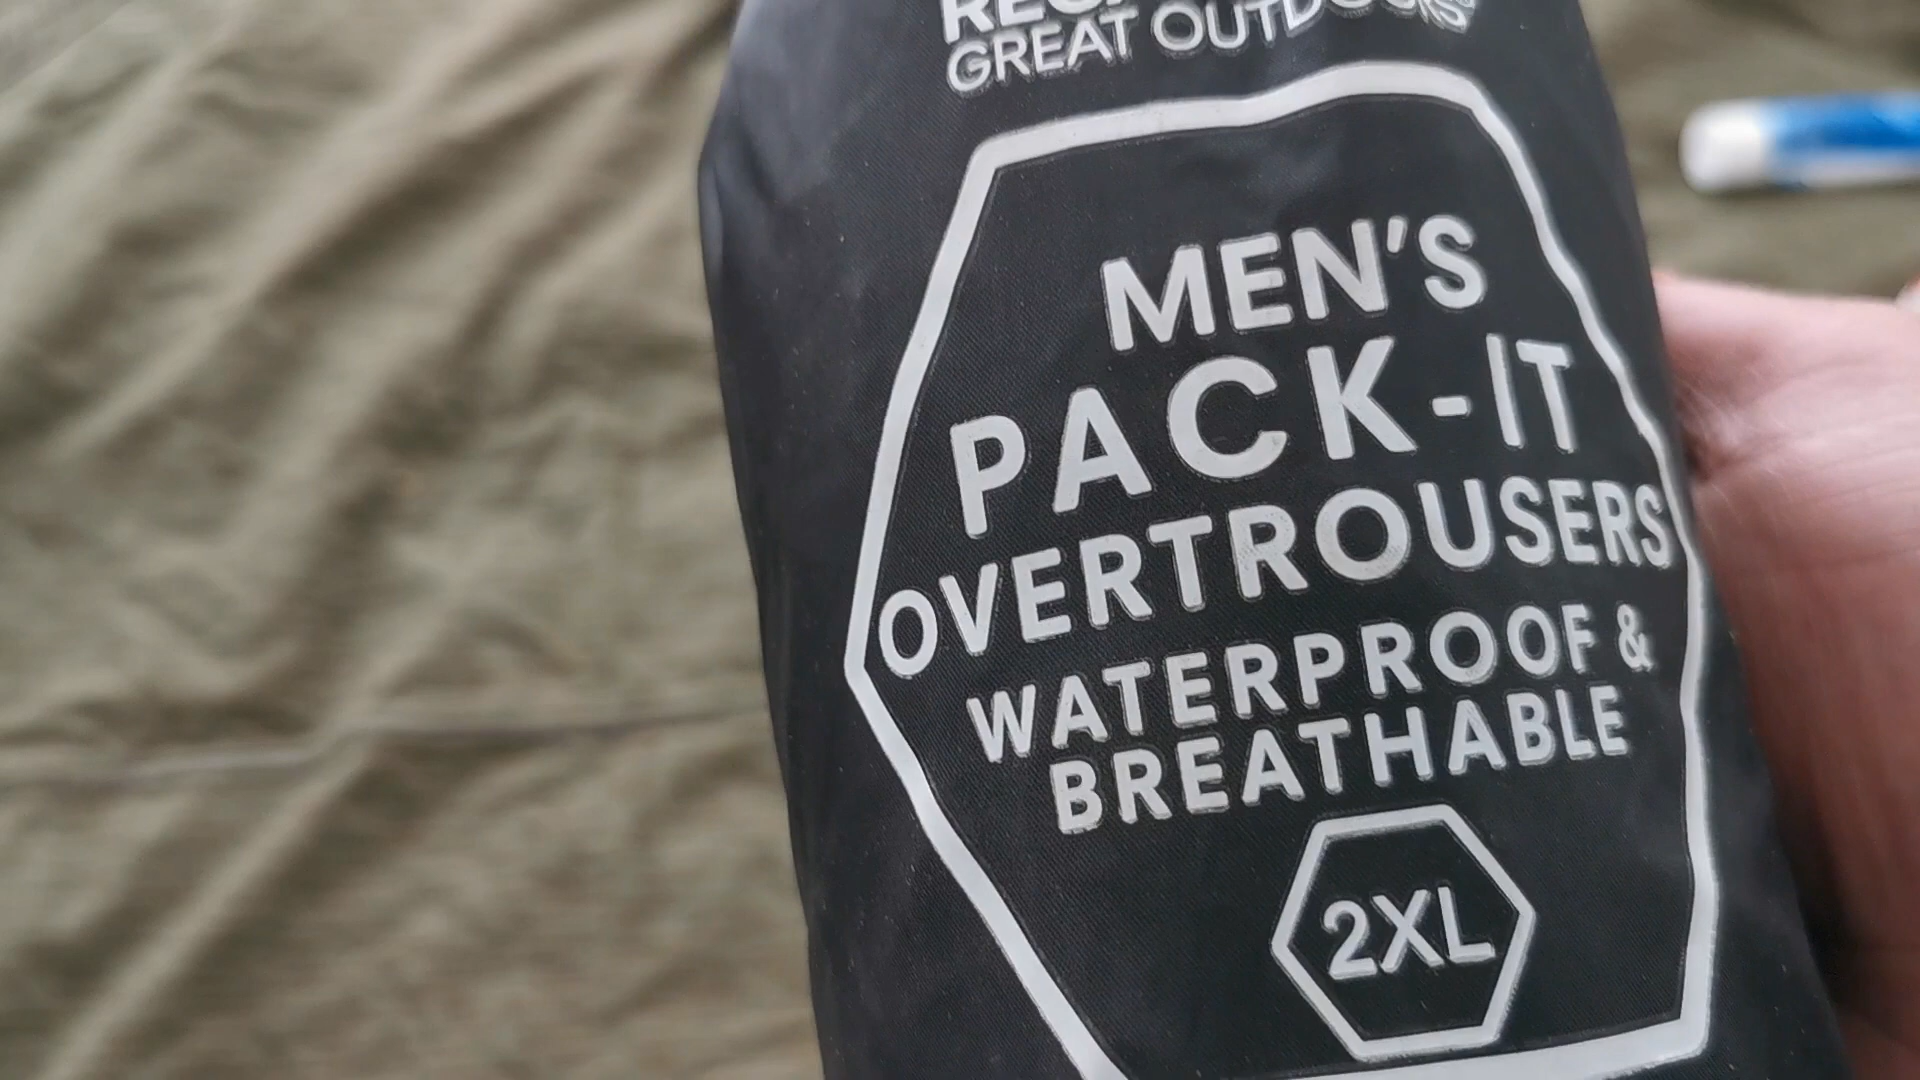 GREAT OUTDOORS
MEN'S
PACK-IT
OVERTROUSERS
WATERPROOF &
BREATHABLE
2XL